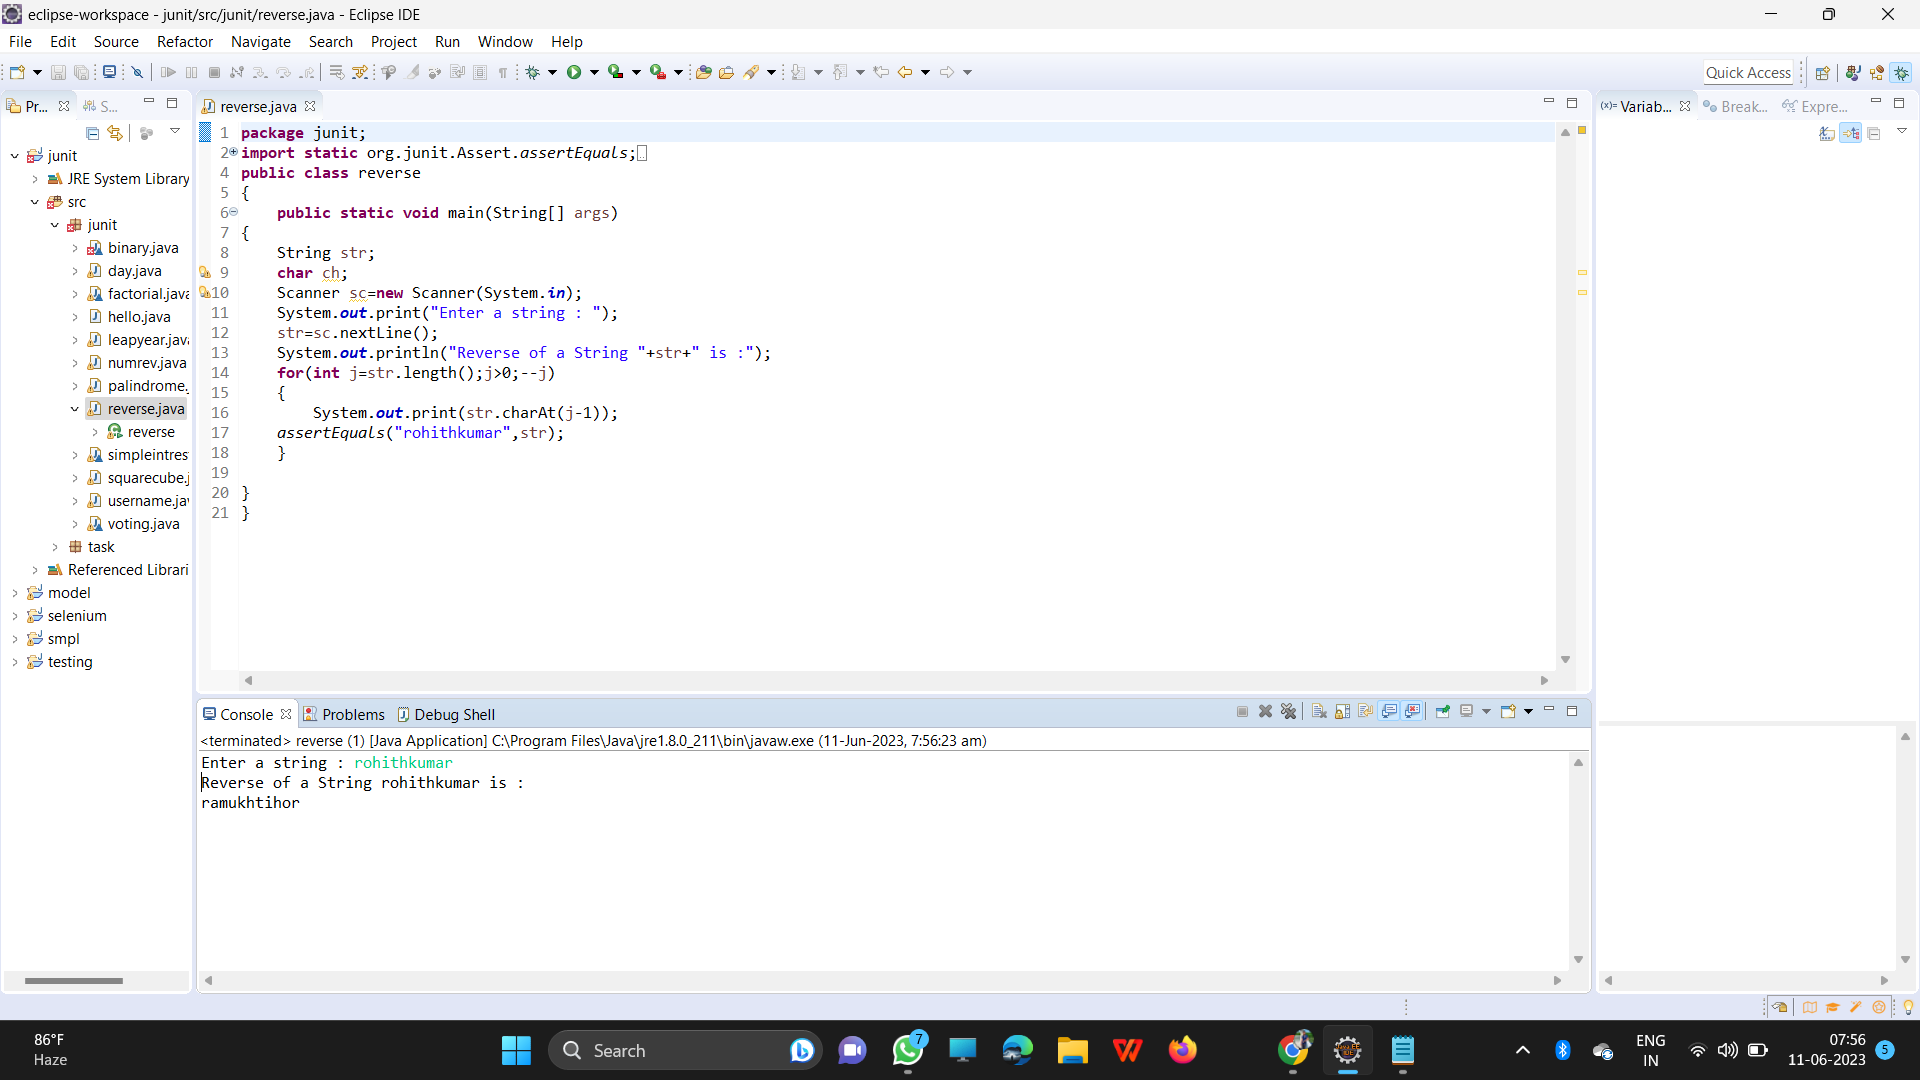 eclipse-workspace - junit/src/junit/reverse.java - Eclipse IDE
File Edit Source Refactor Navigate Search Project Run Window Help
Quick Access
Pr... S...
reverse.java
Variab... Break... Expre...
junit
JRE System Library
src
junit
binary.java
day.java
factorial.java
hello.java
leapyear.java
numrev.java
palindrome.
reverse.java
reverse
simpleintres
squarecube.j
username.jav
voting.java
task
Referenced Librari
model
selenium
smpl
testing
1 package junit;
2 import static org.junit.Assert.assertEquals;
4 public class reverse
5 {
6 public static void main(String[] args)
7 {
8 String str;
9 char ch;
10 Scanner sc=new Scanner(System.in);
11 System.out.print("Enter a string : ");
12 str=sc.nextLine();
13 System.out.println("Reverse of a String "+str+" is :");
14 for(int j=str.length();j>0;--j)
15 {
16 System.out.print(str.charAt(j-1));
17 assertEquals("rohithkumar",str);
18 }
19
20 }
21 }
Console Problems Debug Shell
<terminated> reverse (1) [Java Application] C:\Program Files\Java\jre1.8.0_211\bin\javaw.exe (11-Jun-2023, 7:56:23 am)
Enter a string : rohithkumar
Reverse of a String rohithkumar is :
ramukhtihor
86°F
Haze
Search
7
ENG
IN
07:56
11-06-2023
5